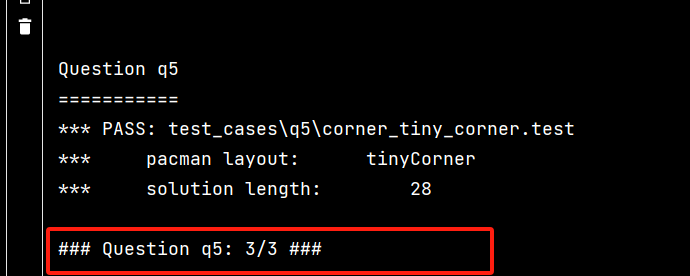 Question q5
===========
*** PASS: test_cases\q5\corner_tiny_corner.test
***     pacman layout:      tinyCorner
***     solution length:        28
### Question q5: 3/3 ###